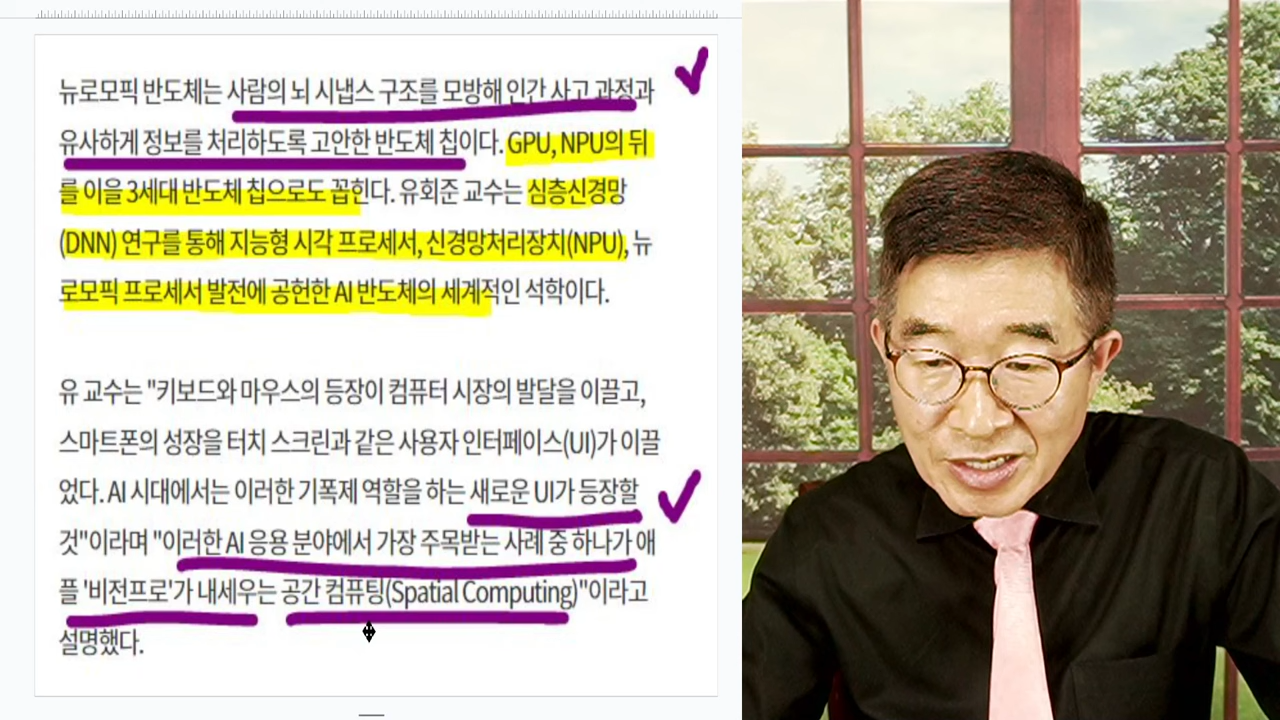 뉴로모픽 반도체는 사람의 뇌 시냅스 구조를 모방해 인간 사고 과정과
유사하게 정보를 처리하도록 고안한 반도체 칩이다. GPU, NPU의 뒤
를 이을 3세대 반도체 칩으로도 꼽힌다. 유회준 교수는 심층신경망
(DNN) 연구를 통해 지능형 시각 프로세서, 신경망처리장치(NPU), 뉴
로모픽 프로세서 발전에 공헌한 AI 반도체의 세계적인 석학이다.
유 교수는 "키보드와 마우스의 등장이 컴퓨터 시장의 발달을 이끌고,
스마트폰의 성장을 터치 스크린과 같은 사용자 인터페이스(UI)가 이끌
었다. AI 시대에서는 이러한 기폭제 역할을 하는 새로운 UI가 등장할
것"이라며 "이러한 AI 응용 분야에서 가장 주목받는 사례 중 하나가 애
플 '비전프로'가 내세우는 공간 컴퓨팅(Spatial Computing)"이라고
설명했다.